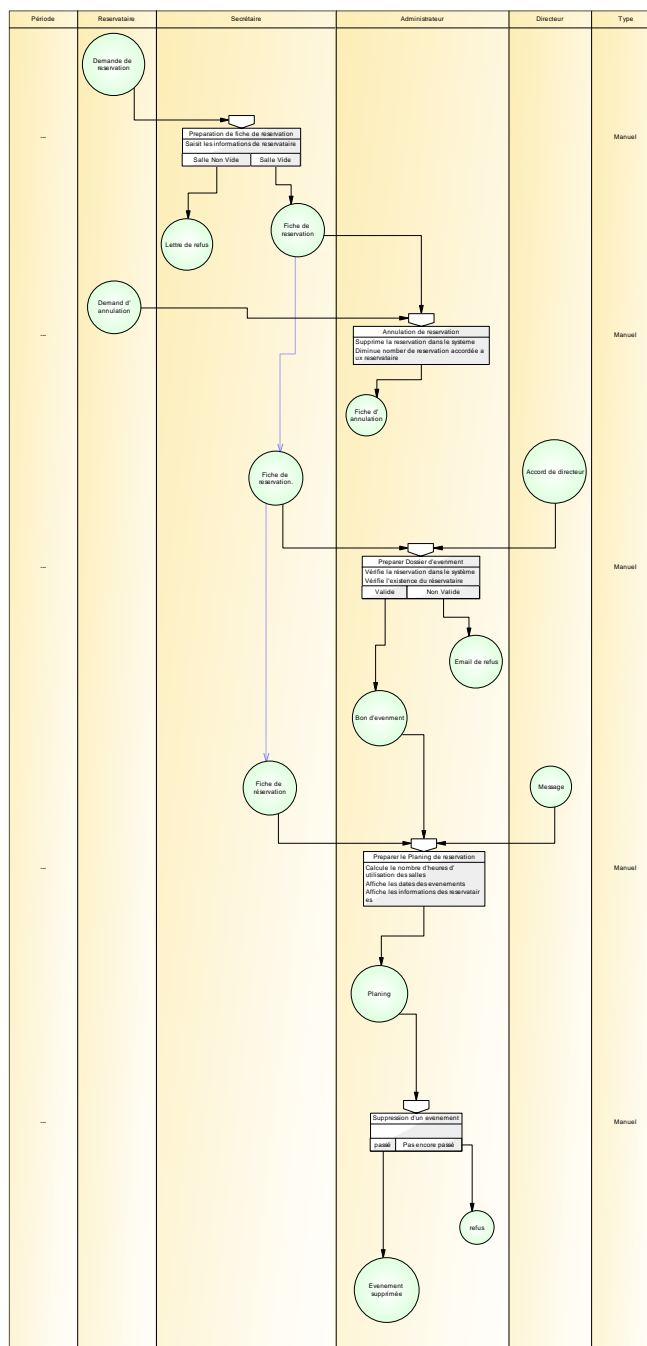 Période
Reservataire
Secrétaire
Administrateur
Directeur
Type
Demande de
reservation
---
Preparation de fiche de reservation
Saisit les informations de reservataire
Salle Non Vide
Salle Vide
Manuel
Lettre de refus
Fiche de
reservation
Demand d'
annulation
---
Annulation de reservation
Supprime la reservation dans le systeme
Diminue nomber de reservation accordée a
ux reservataire
Manuel
Fiche d'
annulation
Fiche de
reservation.
Accord de directeur
---
Preparer Dossier d'evenment
Vérifie la réservation dans le système
Vérifie l'existence du réservataire
Valide
Non Valide
Manuel
Email de refus
Bon d'evenment
Fiche de
réservation
Message
---
Preparer le Planing de reservation
Calcule le nombre d'heures d'
utilisation des salles
Affiche les dates des evenements
Affiche les informations des reservatair
es
Manuel
Planing
---
Suppression d'un evenement
passé
Pas encore passé
Manuel
refus
Evenement
supprimée